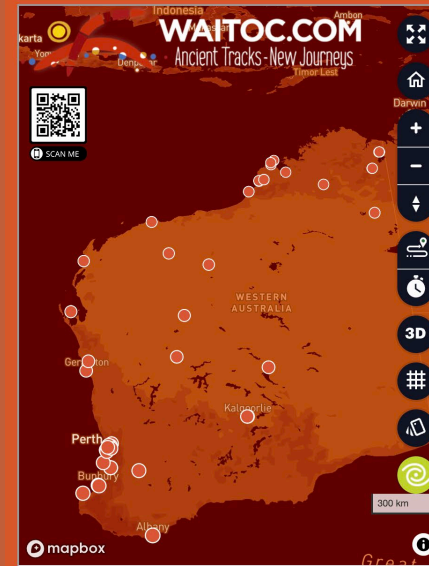 Indonesia
WAITOC.COM
Ancient Tracks - New Journeys
Ambon
karta
Denpasar
Timor Lest
Darwin
SCAN ME
WESTERN
AUSTRALIA
Geraldton
Kalgoorlie
Perth
Bunbury
Albany
3D
300 km
mapbox
Great